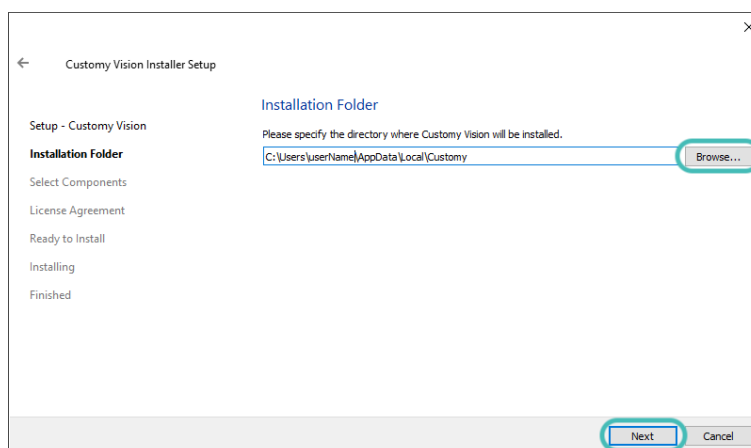 Customy Vision Installer Setup
Setup - Customy Vision
Installation Folder
Select Components
License Agreement
Ready to Install
Installing
Finished
Installation Folder
Please specify the directory where Customy Vision will be installed.
C:\Users\userName\AppData\Local\Customy
Browse...
Next
Cancel